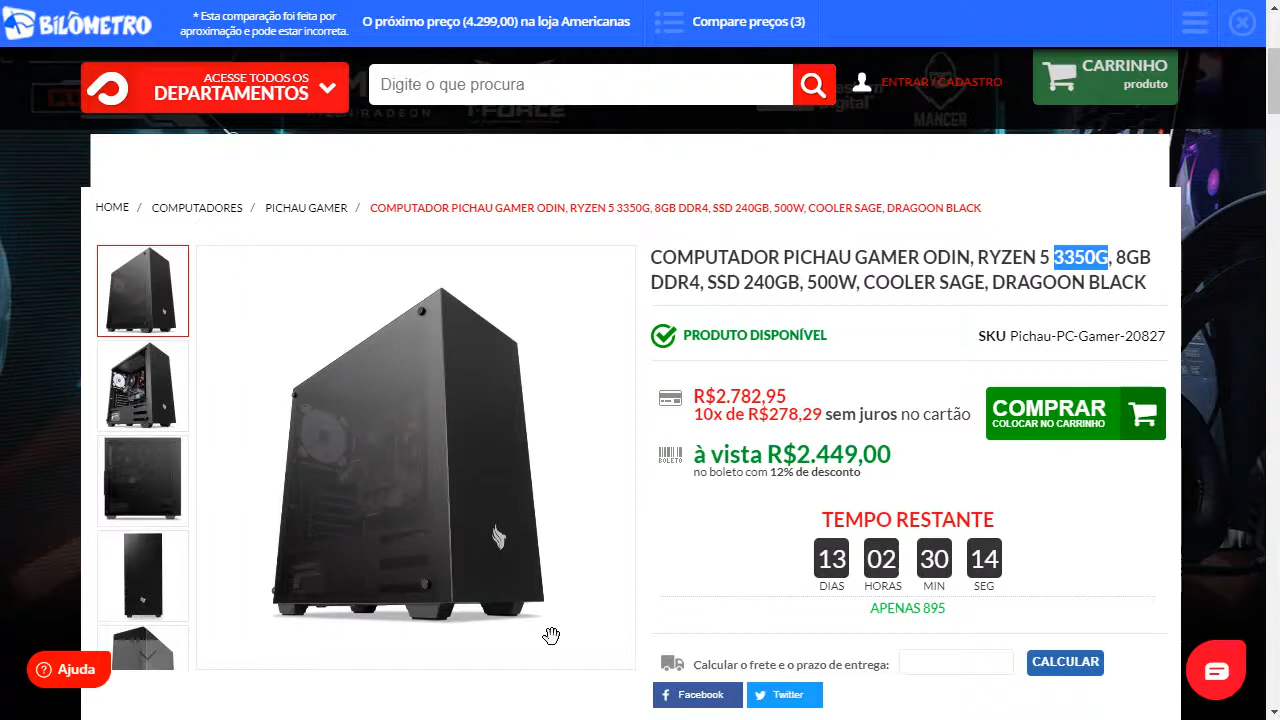 BILÔMETRO
* Esta comparação foi feita por
aproximação e pode estar incorreta.
O próximo preço (4.299,00) na loja Americanas
Compare preços (3)
ACESSE TODOS OS
DEPARTAMENTOS
Digite o que procura
ENTRAR / CADASTRO
CARRINHO
produto
T-FORCE
MANCER
HOME / COMPUTADORES / PICHAU GAMER / COMPUTADOR PICHAU GAMER ODIN, RYZEN 5 3350G, 8GB DDR4, SSD 240GB, 500W, COOLER SAGE, DRAGOON BLACK
COMPUTADOR PICHAU GAMER ODIN, RYZEN 5 3350G, 8GB
DDR4, SSD 240GB, 500W, COOLER SAGE, DRAGOON BLACK
PRODUTO DISPONÍVEL
SKU Pichau-PC-Gamer-20827
R$2.782,95
10x de R$278,29 sem juros no cartão
COMPRAR
COLOCAR NO CARRINHO
BOLETO
à vista R$2.449,00
no boleto com 12% de desconto
TEMPO RESTANTE
13 02 30 14
DIAS HORAS MIN SEG
APENAS 895
Calcular o frete e o prazo de entrega:
CALCULAR
Facebook
Twitter
Ajuda